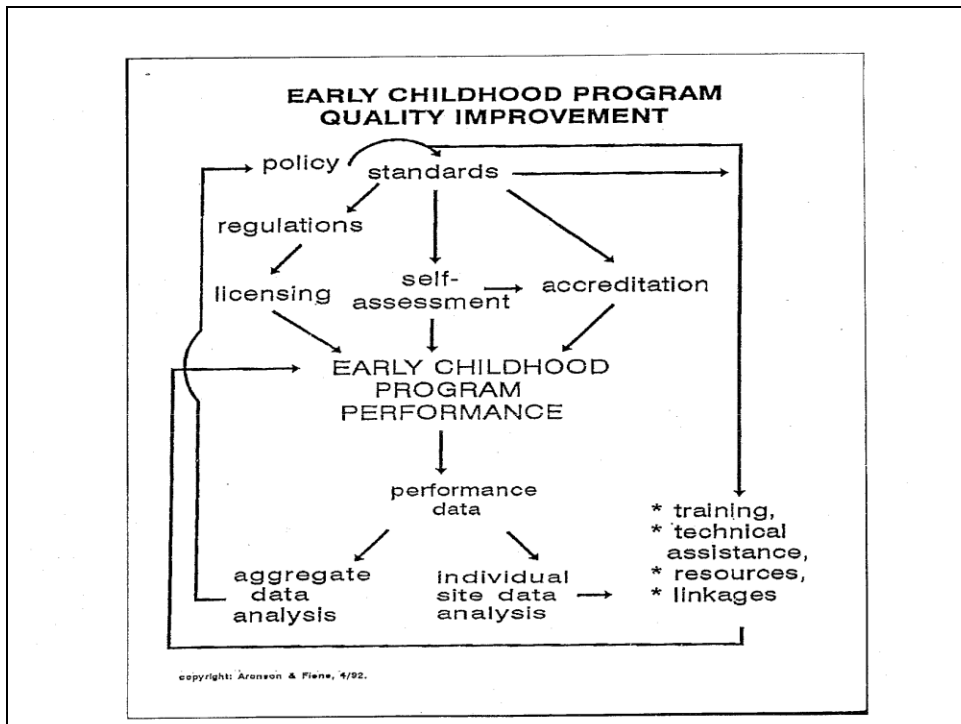 EARLY CHILDHOOD PROGRAM
QUALITY IMPROVEMENT
policy
standards
regulations
licensing
self-
assessment
accreditation
EARLY CHILDHOOD
PROGRAM
PERFORMANCE
performance
data
aggregate
data
analysis
individual
site data
analysis
* training,
* technical
assistance,
* resources,
* linkages
copyright: Aronson & Fiene, 4/92.